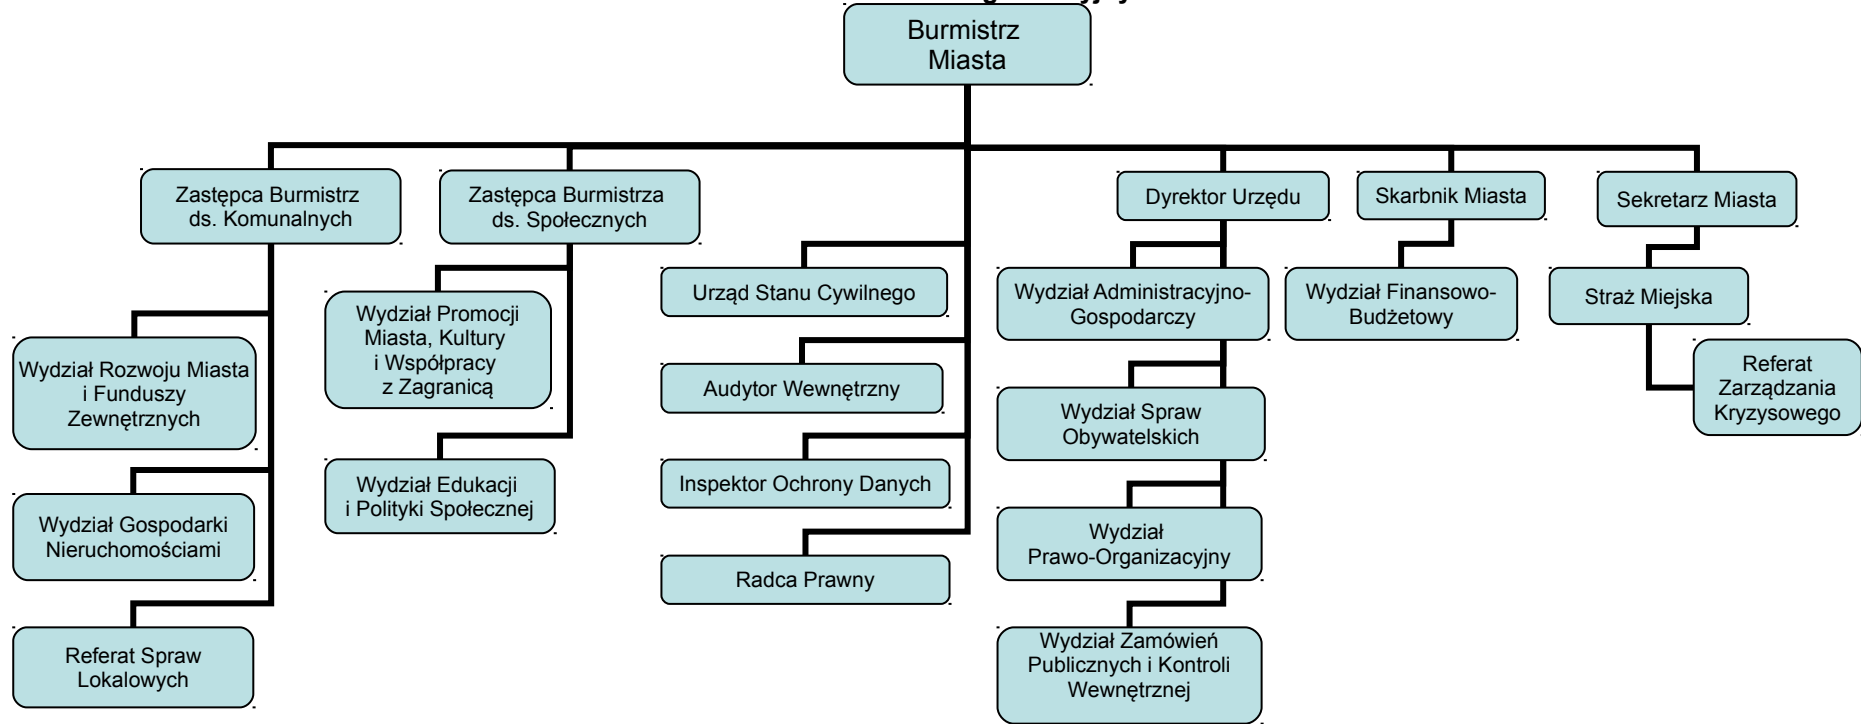 Burmistrz
Miasta
Zastępca Burmistrz
ds. Komunalnych
Zastępca Burmistrza
ds. Społecznych
Dyrektor Urzędu
Skarbnik Miasta
Sekretarz Miasta
Wydział Rozwoju Miasta
i Funduszy
Zewnętrznych
Wydział Gospodarki
Nieruchomościami
Referat Spraw
Lokalowych
Wydział Promocji
Miasta, Kultury
i Współpracy
z Zagranicą
Wydział Edukacji
i Polityki Społecznej
Urząd Stanu Cywilnego
Audytor Wewnętrzny
Inspektor Ochrony Danych
Radca Prawny
Wydział Administracyjno-
Gospodarczy
Wydział Spraw
Obywatelskich
Wydział
Prawo-Organizacyjny
Wydział Zamówień
Publicznych i Kontroli
Wewnętrznej
Wydział Finansowo-
Budżetowy
Straż Miejska
Referat
Zarządzania
Kryzysowego